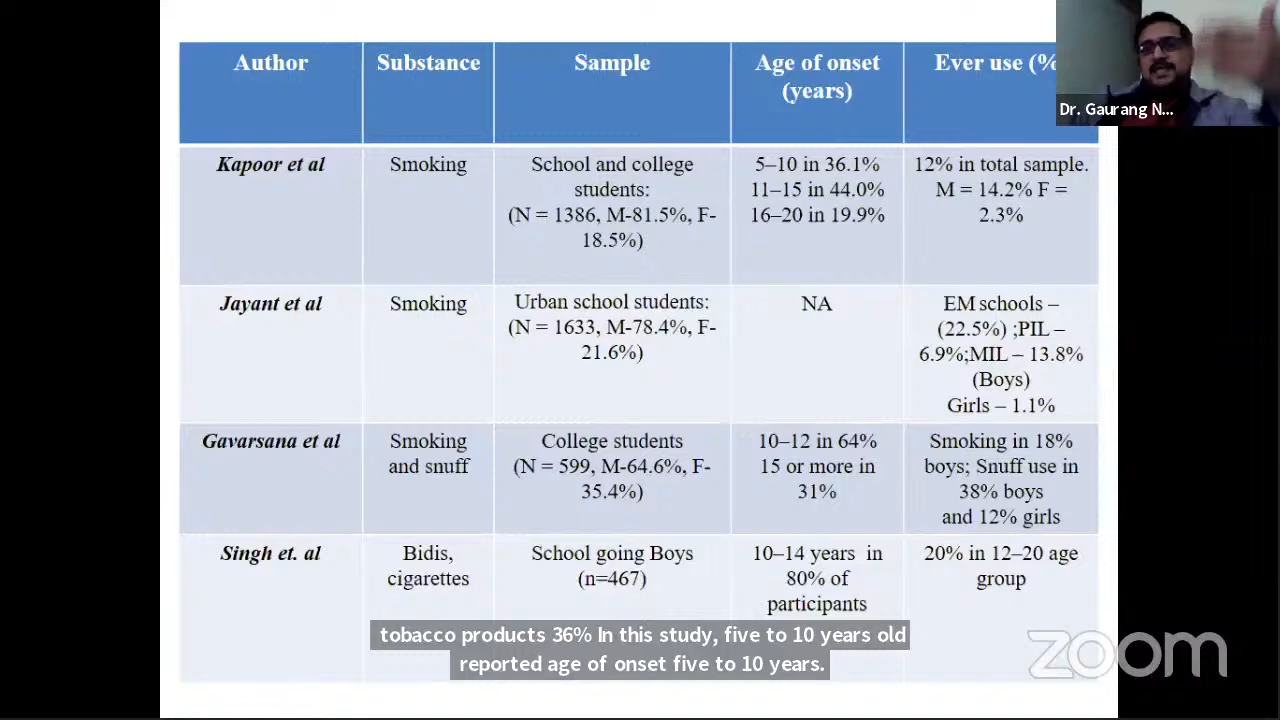 Author
Substance
Sample
Age of onset
(years)
Ever use (%
Kapoor et al
Smoking
School and college
students:
(N = 1386, M-81.5%, F-
18.5%)
5–10 in 36.1%
11–15 in 44.0%
16–20 in 19.9%
12% in total sample.
M = 14.2% F =
2.3%
Jayant et al
Smoking
Urban school students:
(N = 1633, M-78.4%, F-
21.6%)
NA
EM schools –
(22.5%) ;PIL –
6.9%;MIL – 13.8%
(Boys)
Girls – 1.1%
Gavarsana et al
Smoking
and snuff
College students
(N = 599, M-64.6%, F-
35.4%)
10–12 in 64%
15 or more in
31%
Smoking in 18%
boys; Snuff use in
38% boys
and 12% girls
Singh et. al
Bidis,
cigarettes
School going Boys
(n=467)
10–14 years in
80% of
participants
20% in 12–20 age
group
Dr. Gaurang N...
tobacco products 36% In this study, five to 10 years old
reported age of onset five to 10 years.
zoom